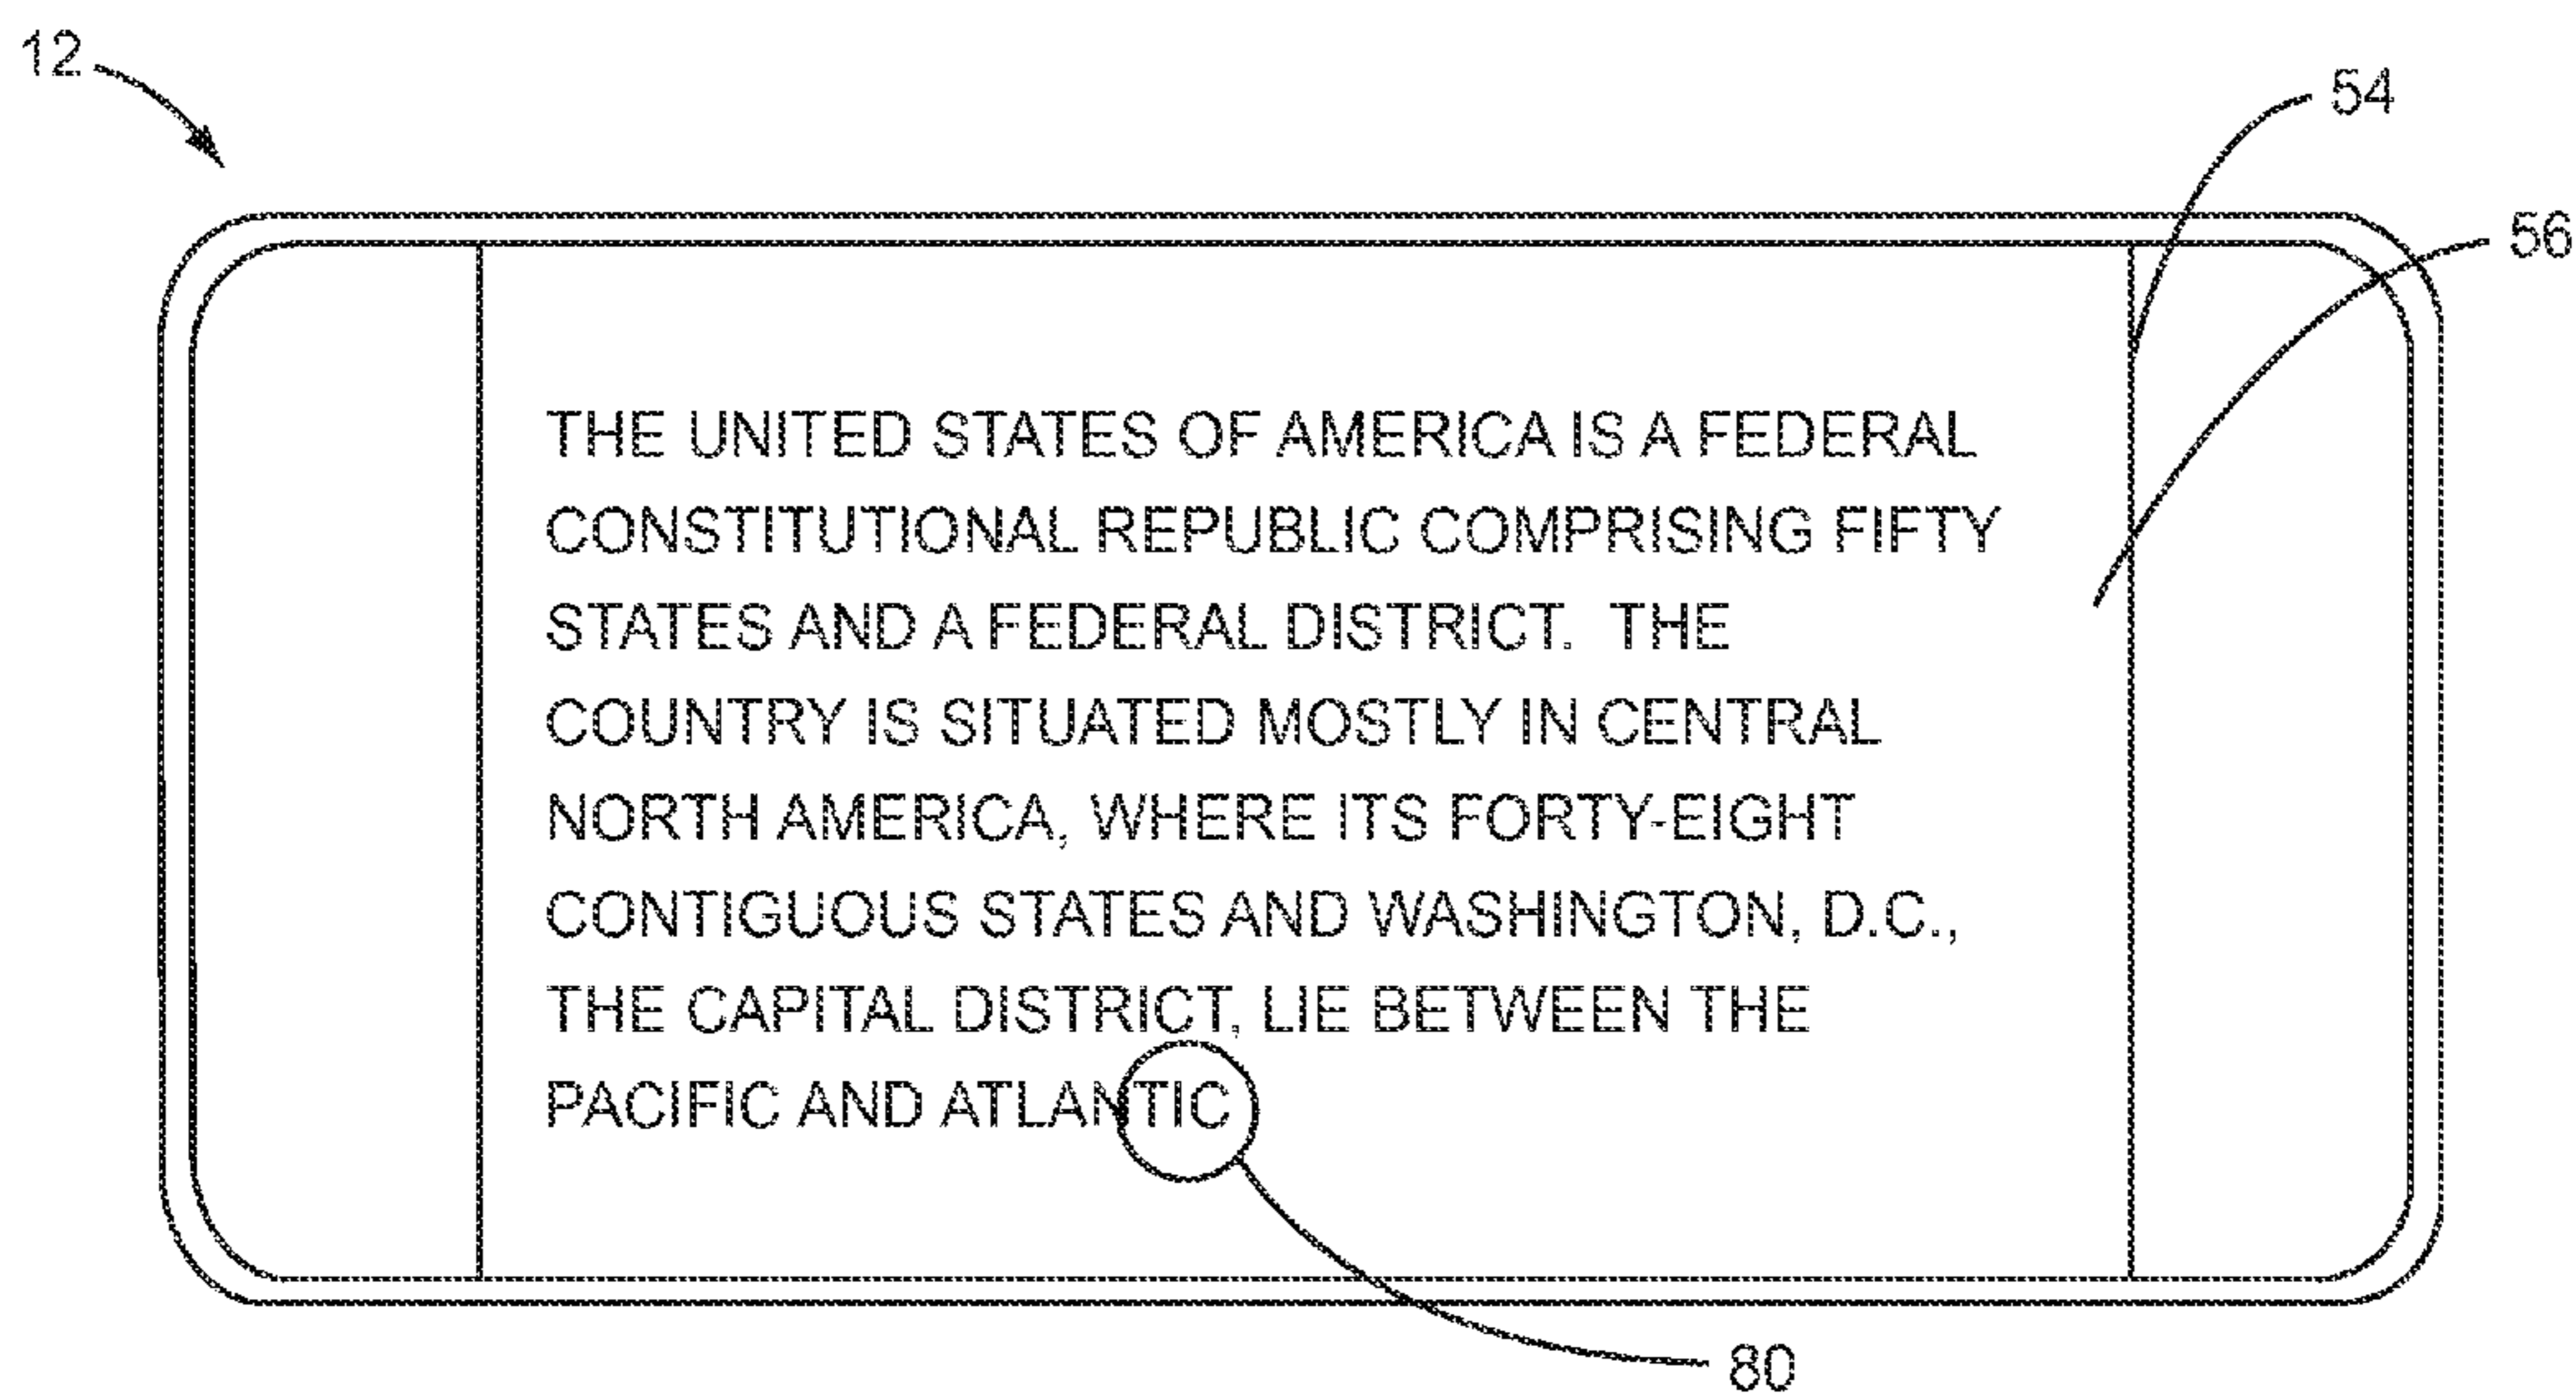 12
54
56
THE UNITED STATES OF AMERICA IS A FEDERAL
CONSTITUTIONAL REPUBLIC COMPRISING FIFTY
STATES AND A FEDERAL DISTRICT.  THE
COUNTRY IS SITUATED MOSTLY IN CENTRAL
NORTH AMERICA, WHERE ITS FORTY-EIGHT
CONTIGUOUS STATES AND WASHINGTON, D.C.,
THE CAPITAL DISTRICT, LIE BETWEEN THE
PACIFIC AND ATLANTIC
80